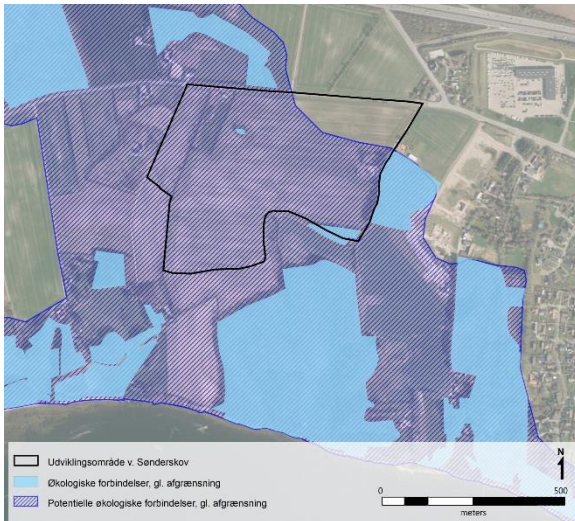 Udviklingsområde v. Sønderskov
Økologiske forbindelser, gl. afgrænsning
Potentielle økologiske forbindelser, gl. afgrænsning
N
0
500
meters